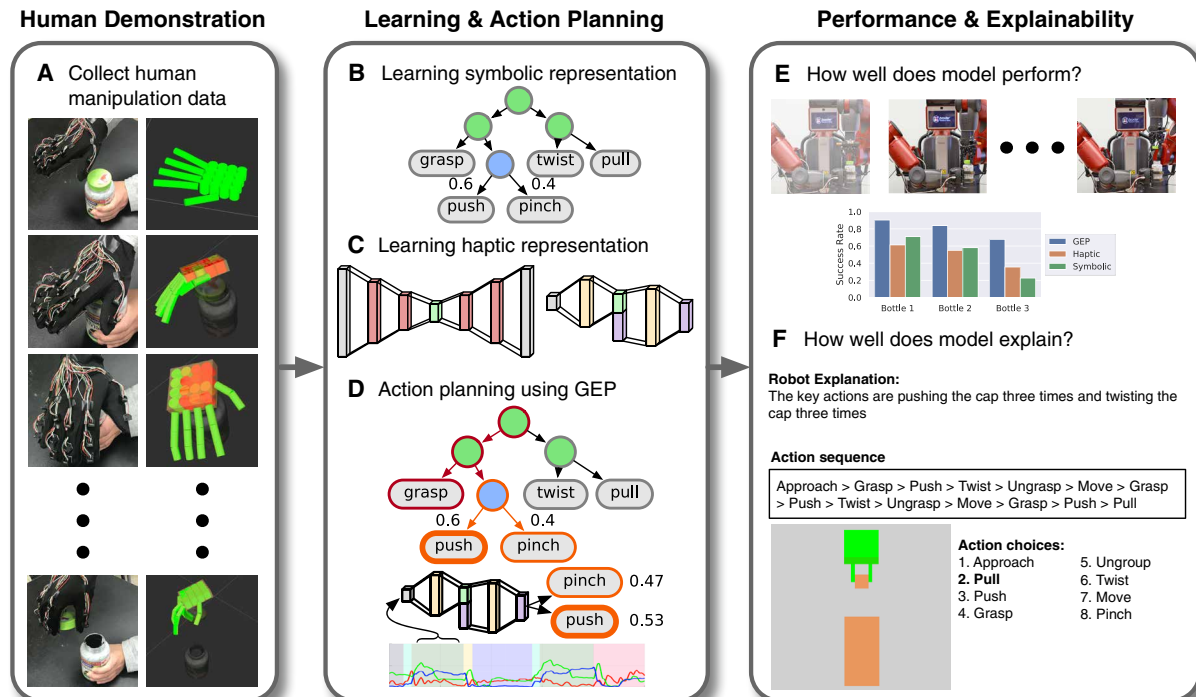 Human Demonstration
Learning & Action Planning
Performance & Explainability
A Collect human
manipulation data
B Learning symbolic representation
grasp
twist
pull
0.6
0.4
push
pinch
C Learning haptic representation
D Action planning using GEP
grasp
twist
pull
0.6
0.4
push
pinch
pinch 0.47
push 0.53
E How well does model perform?
Success Rate
1.0
0.8
0.6
0.4
0.2
0.0
Bottle 1
Bottle 2
Bottle 3
GEP
Haptic
Symbolic
F How well does model explain?
Robot Explanation:
The key actions are pushing the cap three times and twisting the
cap three times
Action sequence
Approach > Grasp > Push > Twist > Ungrasp > Move > Grasp
> Push > Twist > Ungrasp > Move > Grasp > Push > Pull
Action choices:
1. Approach
2. Pull
3. Push
4. Grasp
5. Ungroup
6. Twist
7. Move
8. Pinch